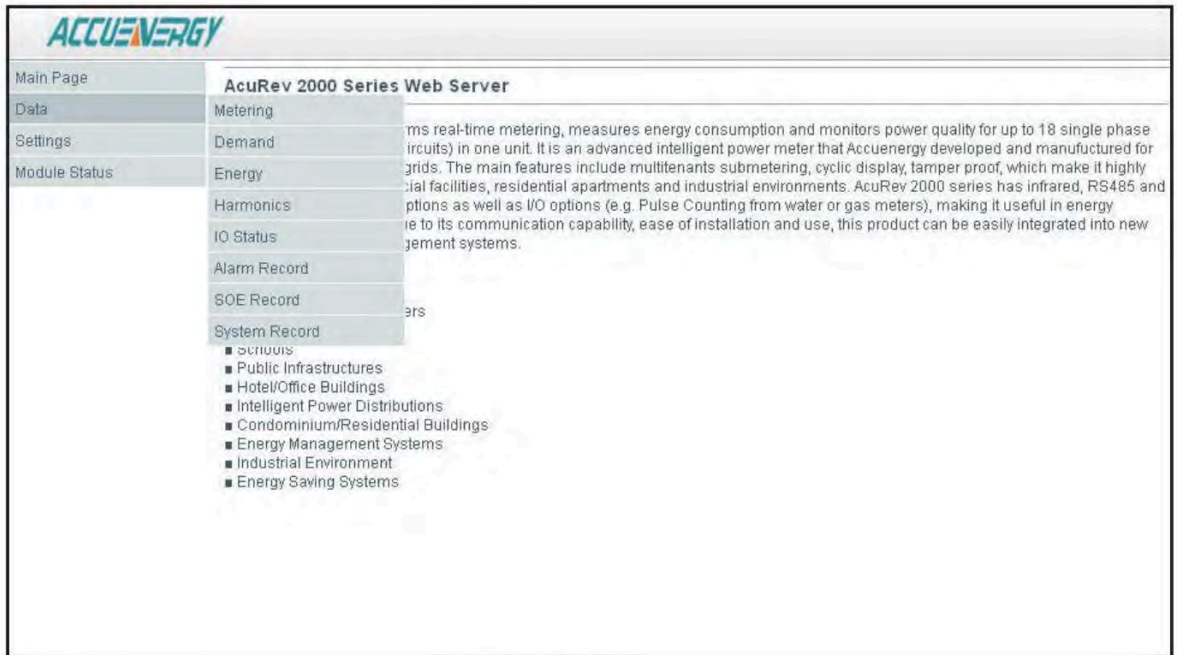 ACCUENERGY
Main Page
Data
Settings
Module Status
Metering
Demand
Energy
Harmonics
IO Status
Alarm Record
SOE Record
System Record
AcuRev 2000 Series Web Server
ms real-time metering, measures energy consumption and monitors power quality for up to 18 single phase
ircuits) in one unit. It is an advanced intelligent power meter that Accuenergy developed and manufuctured for
grids. The main features include multitenants submetering, cyclic display, tamper proof, which make it highly
ial facilities, residential apartments and industrial environments. AcuRev 2000 series has infrared, RS485 and
ptions as well as I/O options (e.g. Pulse Counting from water or gas meters), making it useful in energy
e to its communication capability, ease of installation and use, this product can be easily integrated into new
gement systems.
ers
■ Schools
■ Public Infrastructures
■ Hotel/Office Buildings
■ Intelligent Power Distributions
■ Condominium/Residential Buildings
■ Energy Management Systems
■ Industrial Environment
■ Energy Saving Systems